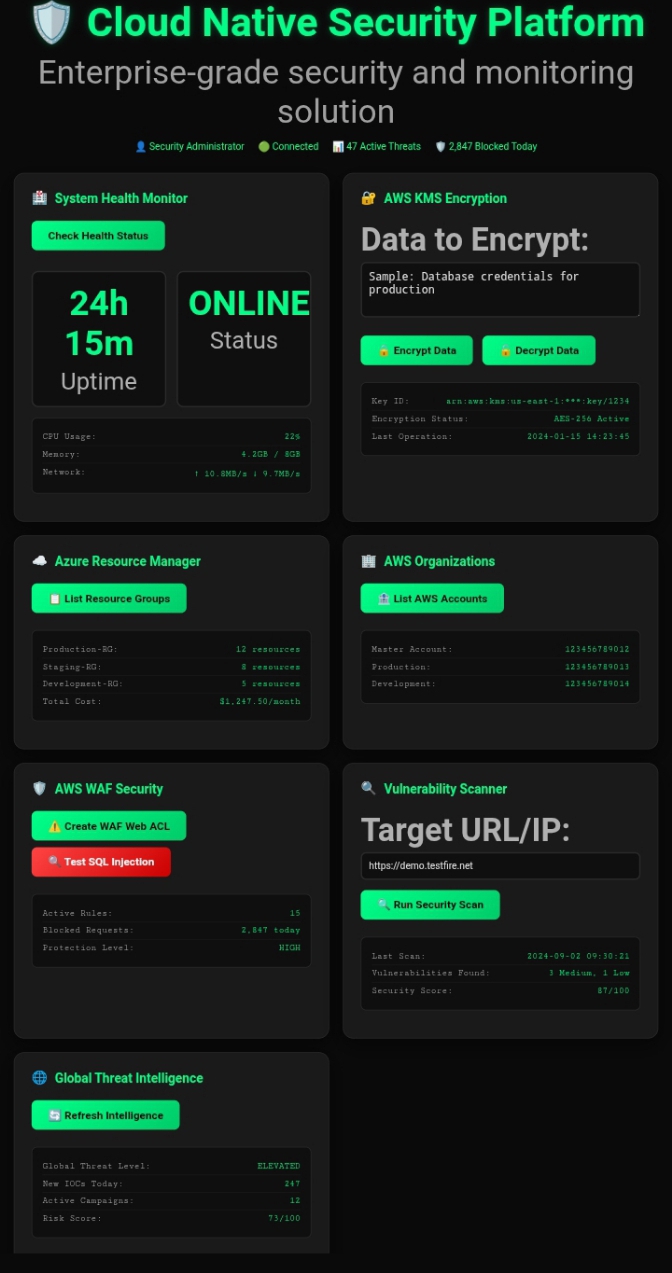 Cloud Native Security Platform
Enterprise-grade security and monitoring
solution
Security Administrator Connected 47 Active Threats 2,847 Blocked Today
System Health Monitor
Check Health Status
24h
15m
Uptime
ONLINE
Status
CPU Usage: 22%
Memory: 4.2GB / 8GB
Network: ↑ 10.8MB/s ↓ 9.7MB/s
AWS KMS Encryption
Data to Encrypt:
Sample: Database credentials for
production
Encrypt Data
Decrypt Data
Key ID: arn:aws:kms:us-east-1:***:key/1234
Encryption Status: AES-256 Active
Last Operation: 2024-01-15 14:23:45
Azure Resource Manager
List Resource Groups
Production-RG: 12 resources
Staging-RG: 8 resources
Development-RG: 5 resources
Total Cost: $1,247.50/month
AWS Organizations
List AWS Accounts
Master Account: 123456789012
Production: 123456789013
Development: 123456789014
AWS WAF Security
Create WAF Web ACL
Test SQL Injection
Active Rules: 15
Blocked Requests: 2,847 today
Protection Level: HIGH
Vulnerability Scanner
Target URL/IP:
https://demo.testfire.net
Run Security Scan
Last Scan: 2024-09-02 09:30:21
Vulnerabilities Found: 3 Medium, 1 Low
Security Score: 87/100
Global Threat Intelligence
Refresh Intelligence
Global Threat Level: ELEVATED
New IOCs Today: 247
Active Campaigns: 12
Risk Score: 73/100